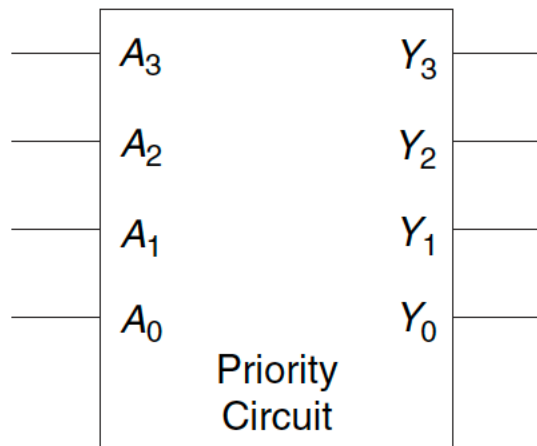 A₃ Y₃
A₂ Y₂
A₁ Y₁
A₀ Y₀
Priority
Circuit